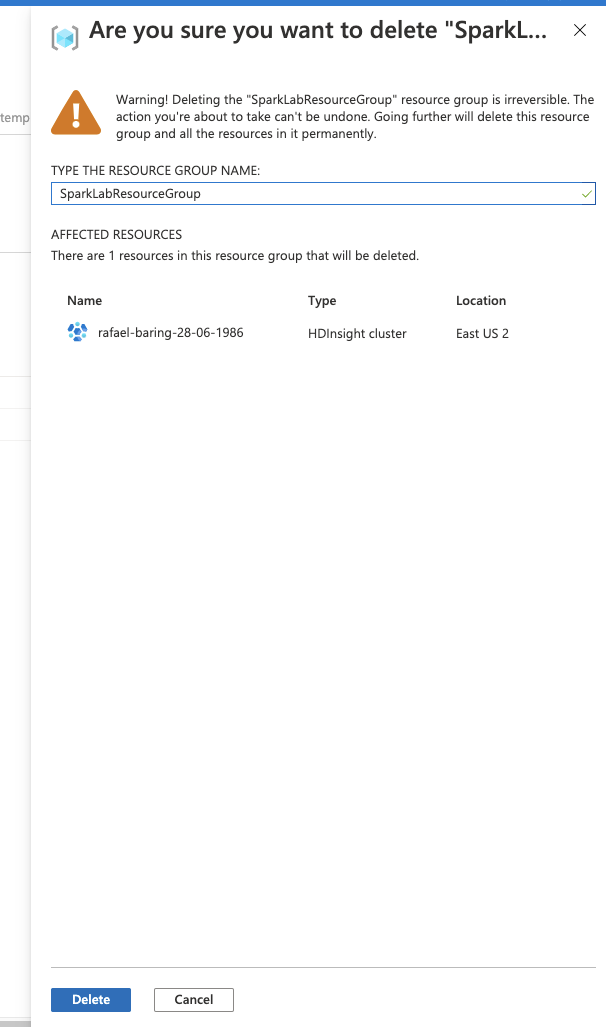 Are you sure you want to delete "SparkL...
temp
Warning! Deleting the "SparkLabResourceGroup" resource group is irreversible. The
action you're about to take can't be undone. Going further will delete this resource
group and all the resources in it permanently.
TYPE THE RESOURCE GROUP NAME:
SparkLabResourceGroup
AFFECTED RESOURCES
There are 1 resources in this resource group that will be deleted.
Name Type Location
rafael-baring-28-06-1986 HDInsight cluster East US 2
Delete Cancel